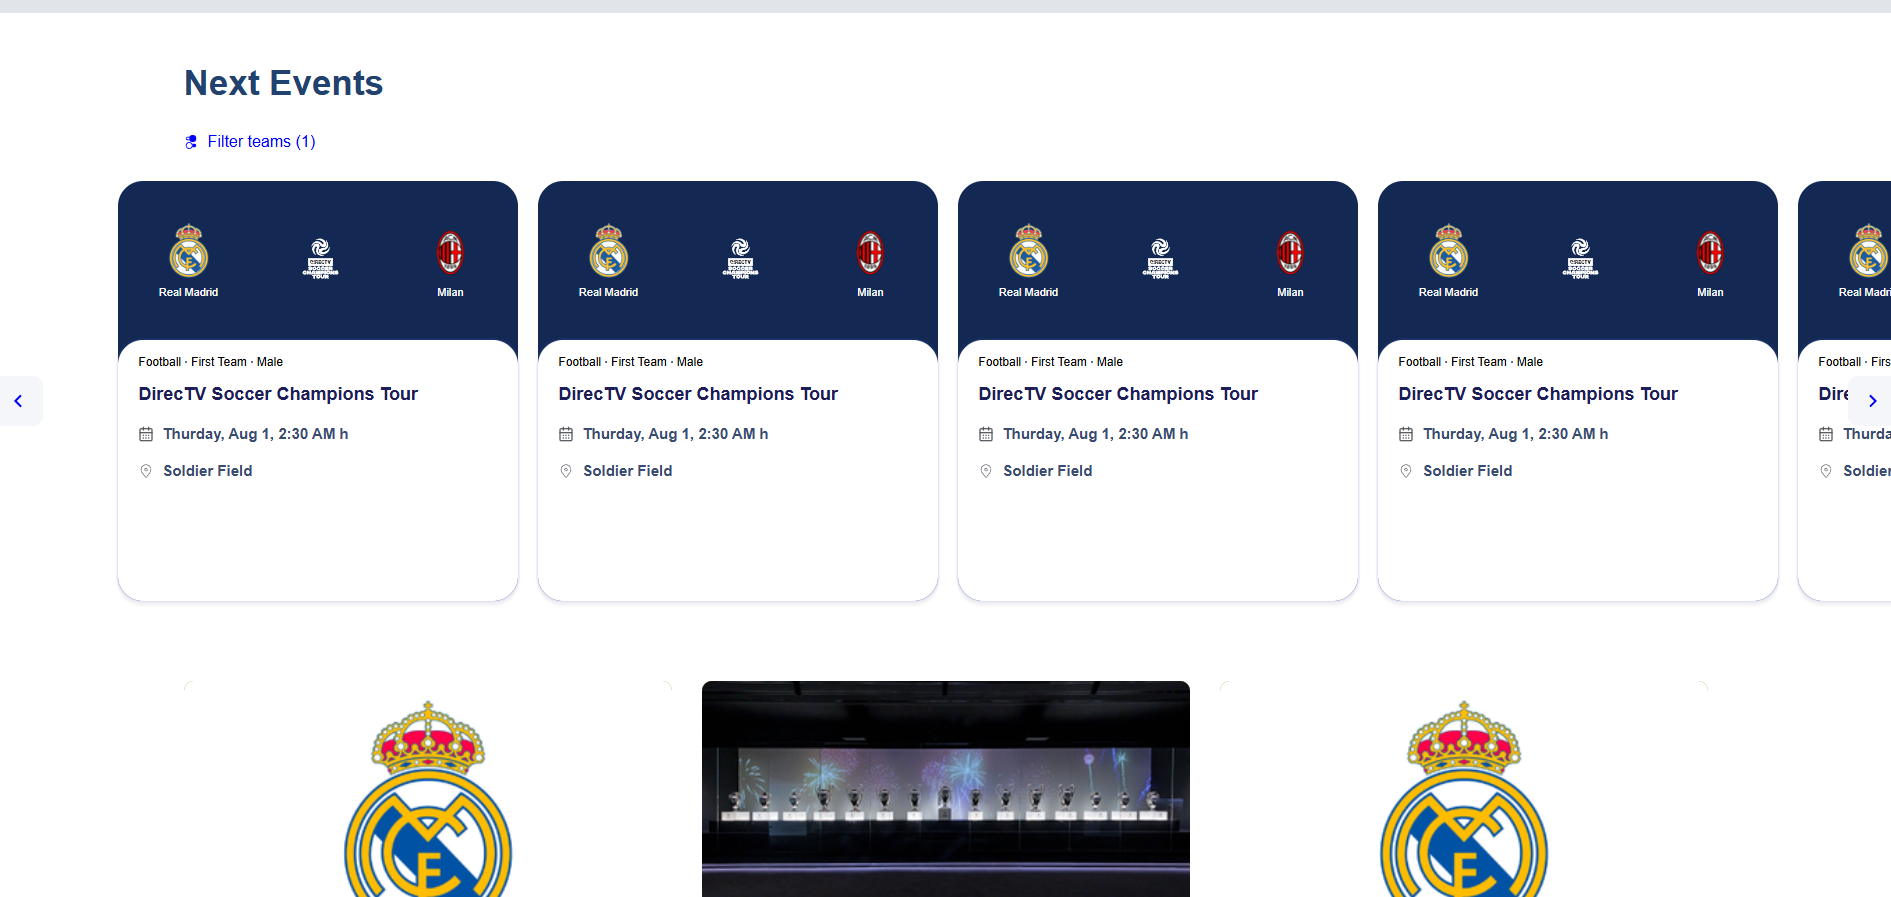 Next Events
Filter teams (1)
Real Madrid
DIRECTV
SOCCER
CHAMPIONS
TOUR
Milan
Football · First Team · Male
DirecTV Soccer Champions Tour
Thurday, Aug 1, 2:30 AM h
Soldier Field
Real Madrid
DIRECTV
SOCCER
CHAMPIONS
TOUR
Milan
Football · First Team · Male
DirecTV Soccer Champions Tour
Thurday, Aug 1, 2:30 AM h
Soldier Field
Real Madrid
DIRECTV
SOCCER
CHAMPIONS
TOUR
Milan
Football · First Team · Male
DirecTV Soccer Champions Tour
Thurday, Aug 1, 2:30 AM h
Soldier Field
Real Madrid
DIRECTV
SOCCER
CHAMPIONS
TOUR
Milan
Football · First Team · Male
DirecTV Soccer Champions Tour
Thurday, Aug 1, 2:30 AM h
Soldier Field
Real Madri
Football · Firs
Dire
Thurda
Soldier